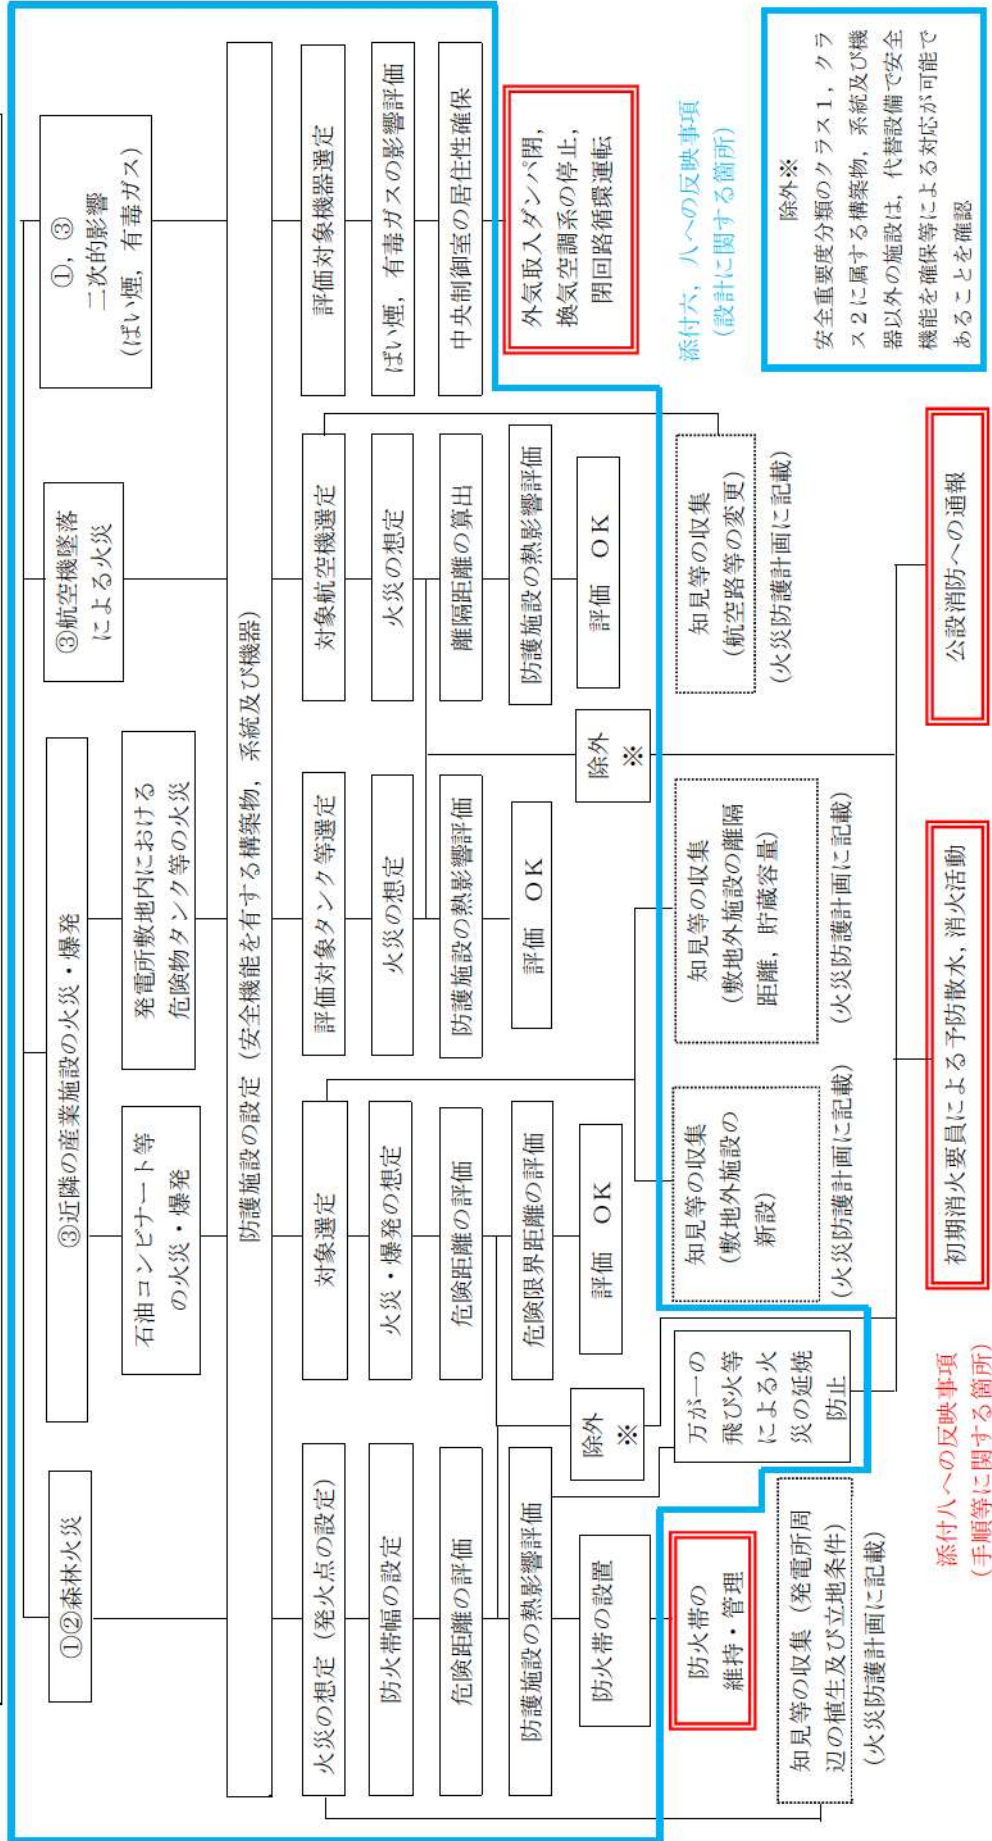 ①②森林火災
③近隣の産業施設の火災・爆発
③航空機墜落
による火災
①，③
二次的影響
(ばい煙，有毒ガス)
石油コンビナート等
の火災・爆発
発電所敷地内における
危険物タンク等の火災
防護施設の設定（安全機能を有する構築物，系統及び機器）
火災の想定（発火点の設定）
防火帯幅の設定
危険距離の評価
防護施設の熱影響評価
防火帯の設置
防火帯の
維持・管理
知見等の収集（発電所周
辺の植生及び立地条件）
(火災防護計画に記載)
対象選定
火災・爆発の想定
危険距離の評価
危険限界距離の評価
評価 OK
除外
※
万が一の
飛び火等
による火
災の延焼
防止
知見等の収集
(敷地外施設の
新設)
(火災防護計画に記載)
評価対象タンク等選定
火災の想定
防護施設の熱影響評価
評価 OK
知見等の収集
(敷地外施設の離隔
距離，貯蔵容量)
(火災防護計画に記載)
除外
※
対象航空機選定
火災の想定
離隔距離の算出
防護施設の熱影響評価
評価 OK
知見等の収集
(航空路等の変更)
(火災防護計画に記載)
評価対象機器選定
ばい煙，有毒ガスの影響評価
中央制御室の居住性確保
外気取入ダンパ閉，
換気空調系の停止，
閉回路循環運転
添付六，八への反映事項
(設計に関する箇所)
除外※
安全重要度分類のクラス1，クラ
ス2に属する構築物，系統及び機
器以外の施設は，代替設備で安全
機能を確保等による対応が可能で
あることを確認
添付八への反映事項
(手順等に関する箇所)
初期消火要員による予防散水，消火活動
公設消防への通報